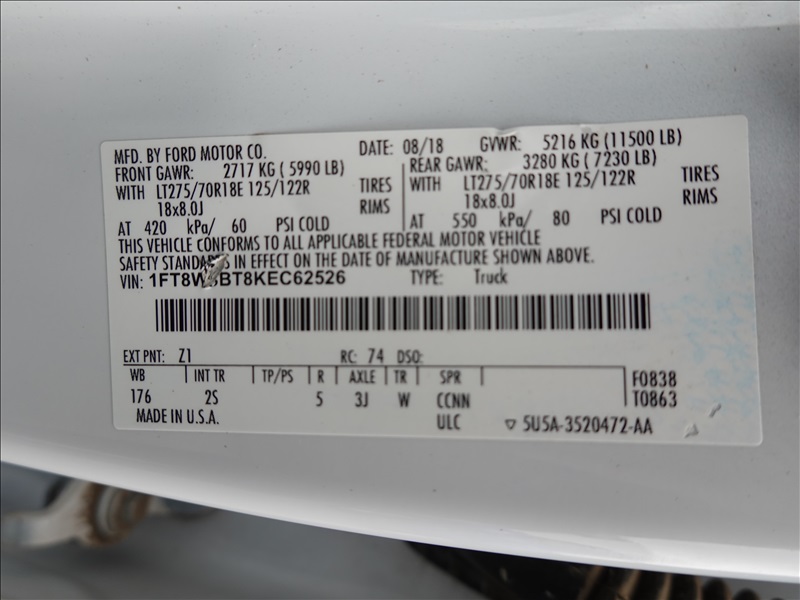 MFD. BY FORD MOTOR CO. DATE: 08/18 GVWR: 5216 KG (11500 LB)
FRONT GAWR: 2717 KG ( 5990 LB) REAR GAWR: 3280 KG ( 7230 LB)
WITH LT275/70R18E 125/122R TIRES WITH LT275/70R18E 125/122R TIRES
18x8.0J RIMS 18x8.0J RIMS
AT 420 kPa/ 60 PSI COLD AT 550 kPa/ 80 PSI COLD
THIS VEHICLE CONFORMS TO ALL APPLICABLE FEDERAL MOTOR VEHICLE
SAFETY STANDARDS IN EFFECT ON THE DATE OF MANUFACTURE SHOWN ABOVE.
VIN: TYPE: Truck
EXT PNT: Z1 RC: 74 DSO:
WB INT TR TP/PS R AXLE TR SPR F0838
176 2S 5 3J W CCNN T0863
MADE IN U.S.A. ULC ▽ 5U5A-3520472-AA